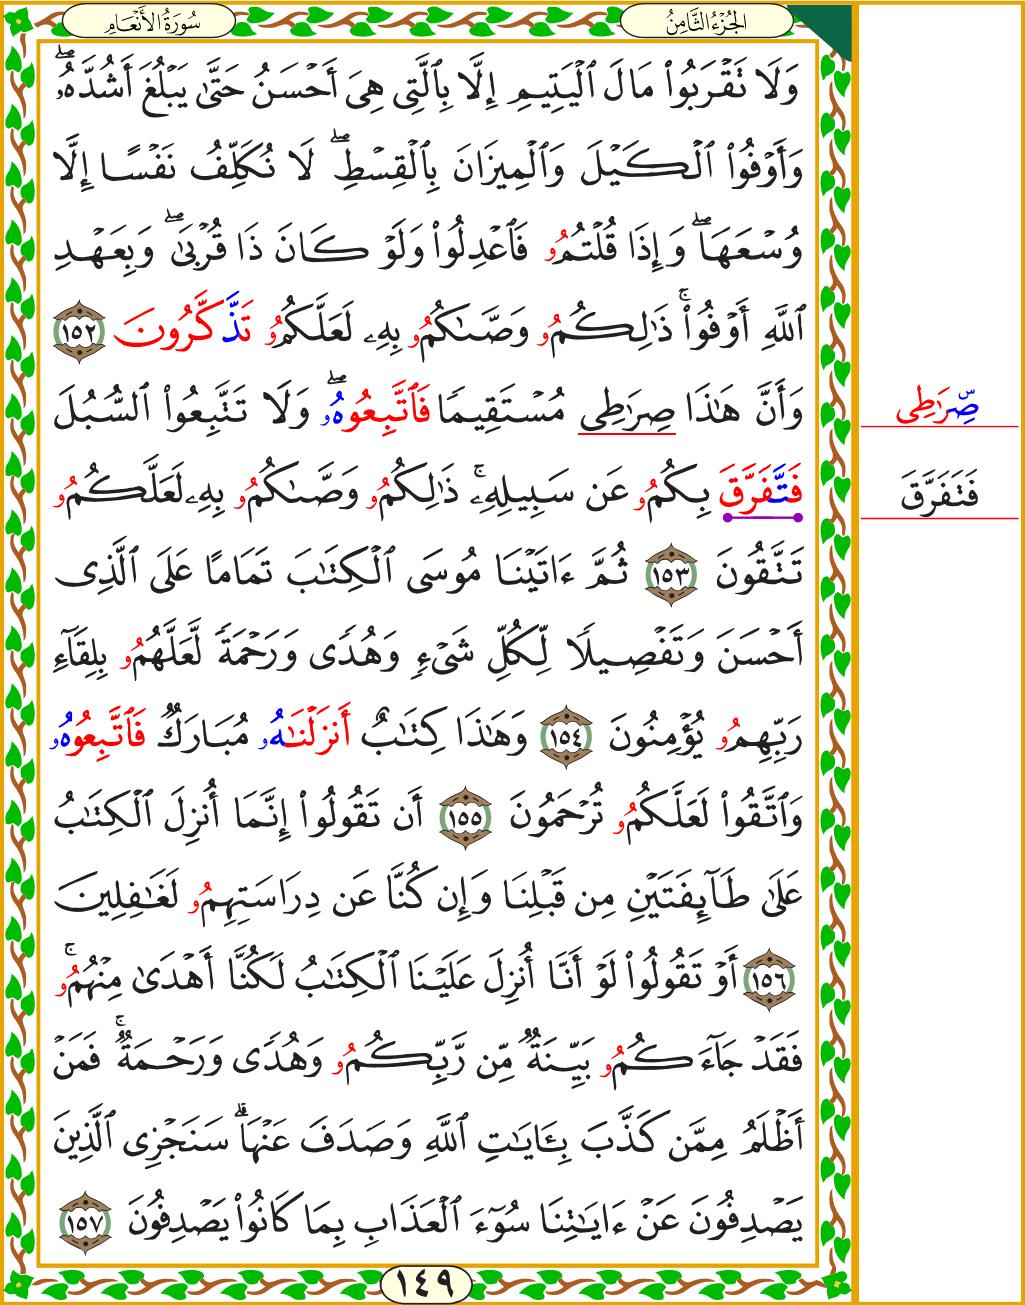 الجُزْءُ الثَّامِنُ
سُورَةُ الأَنْعَامِ
وَلَا تَقْرَبُوا۟ مَالَ ٱلْيَتِيمِ إِلَّا بِٱلَّتِى هِىَ أَحْسَنُ حَتَّىٰ يَبْلُغَ أَشُدَّهُۥ ۖ
وَأَوْفُوا۟ ٱلْكَيْلَ وَٱلْمِيزَانَ بِٱلْقِسْطِ ۖ لَا نُكَلِّفُ نَفْسًا إِلَّا
وُسْعَهَا ۖ وَإِذَا قُلْتُمُۥ فَٱعْدِلُوا۟ وَلَوْ كَانَ ذَا قُرْبَىٰ ۖ وَبِعَهْدِ
ٱللَّهِ أَوْفُوا۟ ۚ ذَٰلِكُمُۥ وَصَّىٰكُمُۥ بِهِۦ لَعَلَّكُمُۥ تَذَّكَّرُونَ ١٥٢
وَأَنَّ هَٰذَا صِرَٰطِى مُسْتَقِيمًا فَٱتَّبِعُوهُۥ ۖ وَلَا تَتَّبِعُوا۟ ٱلسُّبُلَ
صِّرَٰطِى
فَتَّفَرَّقَ بِكُمُۥ عَن سَبِيلِهِۦ ۚ ذَٰلِكُمُۥ وَصَّىٰكُمُۥ بِهِۦ لَعَلَّكُمُۥ
فَتَفَرَّقَ
تَتَّقُونَ ١٥٣ ثُمَّ ءَاتَيْنَا مُوسَى ٱلْكِتَٰبَ تَمَامًا عَلَى ٱلَّذِى
أَحْسَنَ وَتَفْصِيلًا لِّكُلِّ شَىْءٍ وَهُدًى وَرَحْمَةً لَّعَلَّهُمُۥ بِلِقَآءِ
رَبِّهِمُۥ يُؤْمِنُونَ ١٥٤ وَهَٰذَا كِتَٰبٌ أَنزَلْنَٰهُۥ مُبَارَكٌ فَٱتَّبِعُوهُۥ
وَٱتَّقُوا۟ لَعَلَّكُمُۥ تُرْحَمُونَ ١٥٥ أَن تَقُولُوٓا۟ إِنَّمَآ أُنزِلَ ٱلْكِتَٰبُ
عَلَىٰ طَآئِفَتَيْنِ مِن قَبْلِنَا وَإِن كُنَّا عَن دِرَاسَتِهِمُۥ لَغَٰفِلِينَ
١٥٦ أَوْ تَقُولُوا۟ لَوْ أَنَّا أُنزِلَ عَلَيْنَا ٱلْكِتَٰبُ لَكُنَّا أَهْدَىٰ مِنْهُمُۥ ۚ
فَقَدْ جَآءَكُمُۥ بَيِّنَةٌ مِّن رَّبِّكُمُۥ وَهُدًى وَرَحْمَةٌ ۚ فَمَنْ
أَظْلَمُ مِمَّن كَذَّبَ بِـَٔايَٰتِ ٱللَّهِ وَصَدَفَ عَنْهَا ۗ سَنَجْزِى ٱلَّذِينَ
يَصْدِفُونَ عَنْ ءَايَٰتِنَا سُوٓءَ ٱلْعَذَابِ بِمَا كَانُوا۟ يَصْدِفُونَ ١٥٧
١٤٩